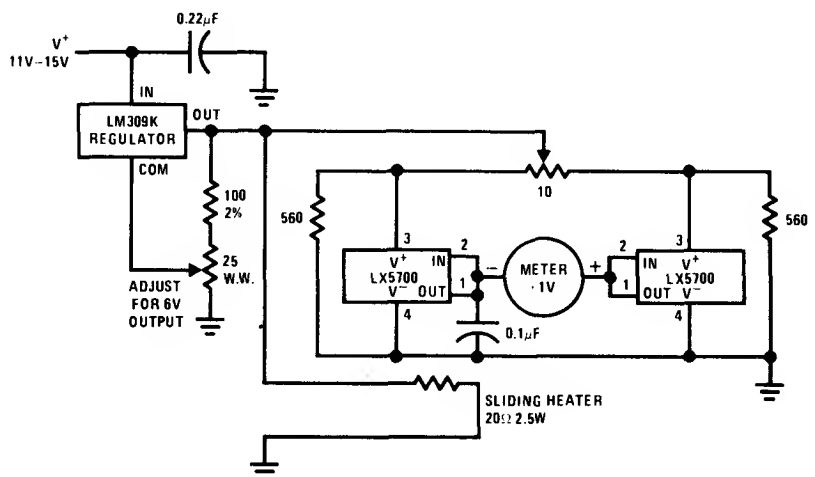 0.22µF
V+
11V–15V
IN
LM309K
REGULATOR
OUT
COM
100
2%
25
W.W.
ADJUST
FOR 6V
OUTPUT
10
560
3
V+
IN
2
LX5700
V− OUT
1
4
−
METER
.1V
+
0.1µF
2
IN
3
V+
LX5700
1
OUT V−
4
560
SLIDING HEATER
20Ω 2.5W